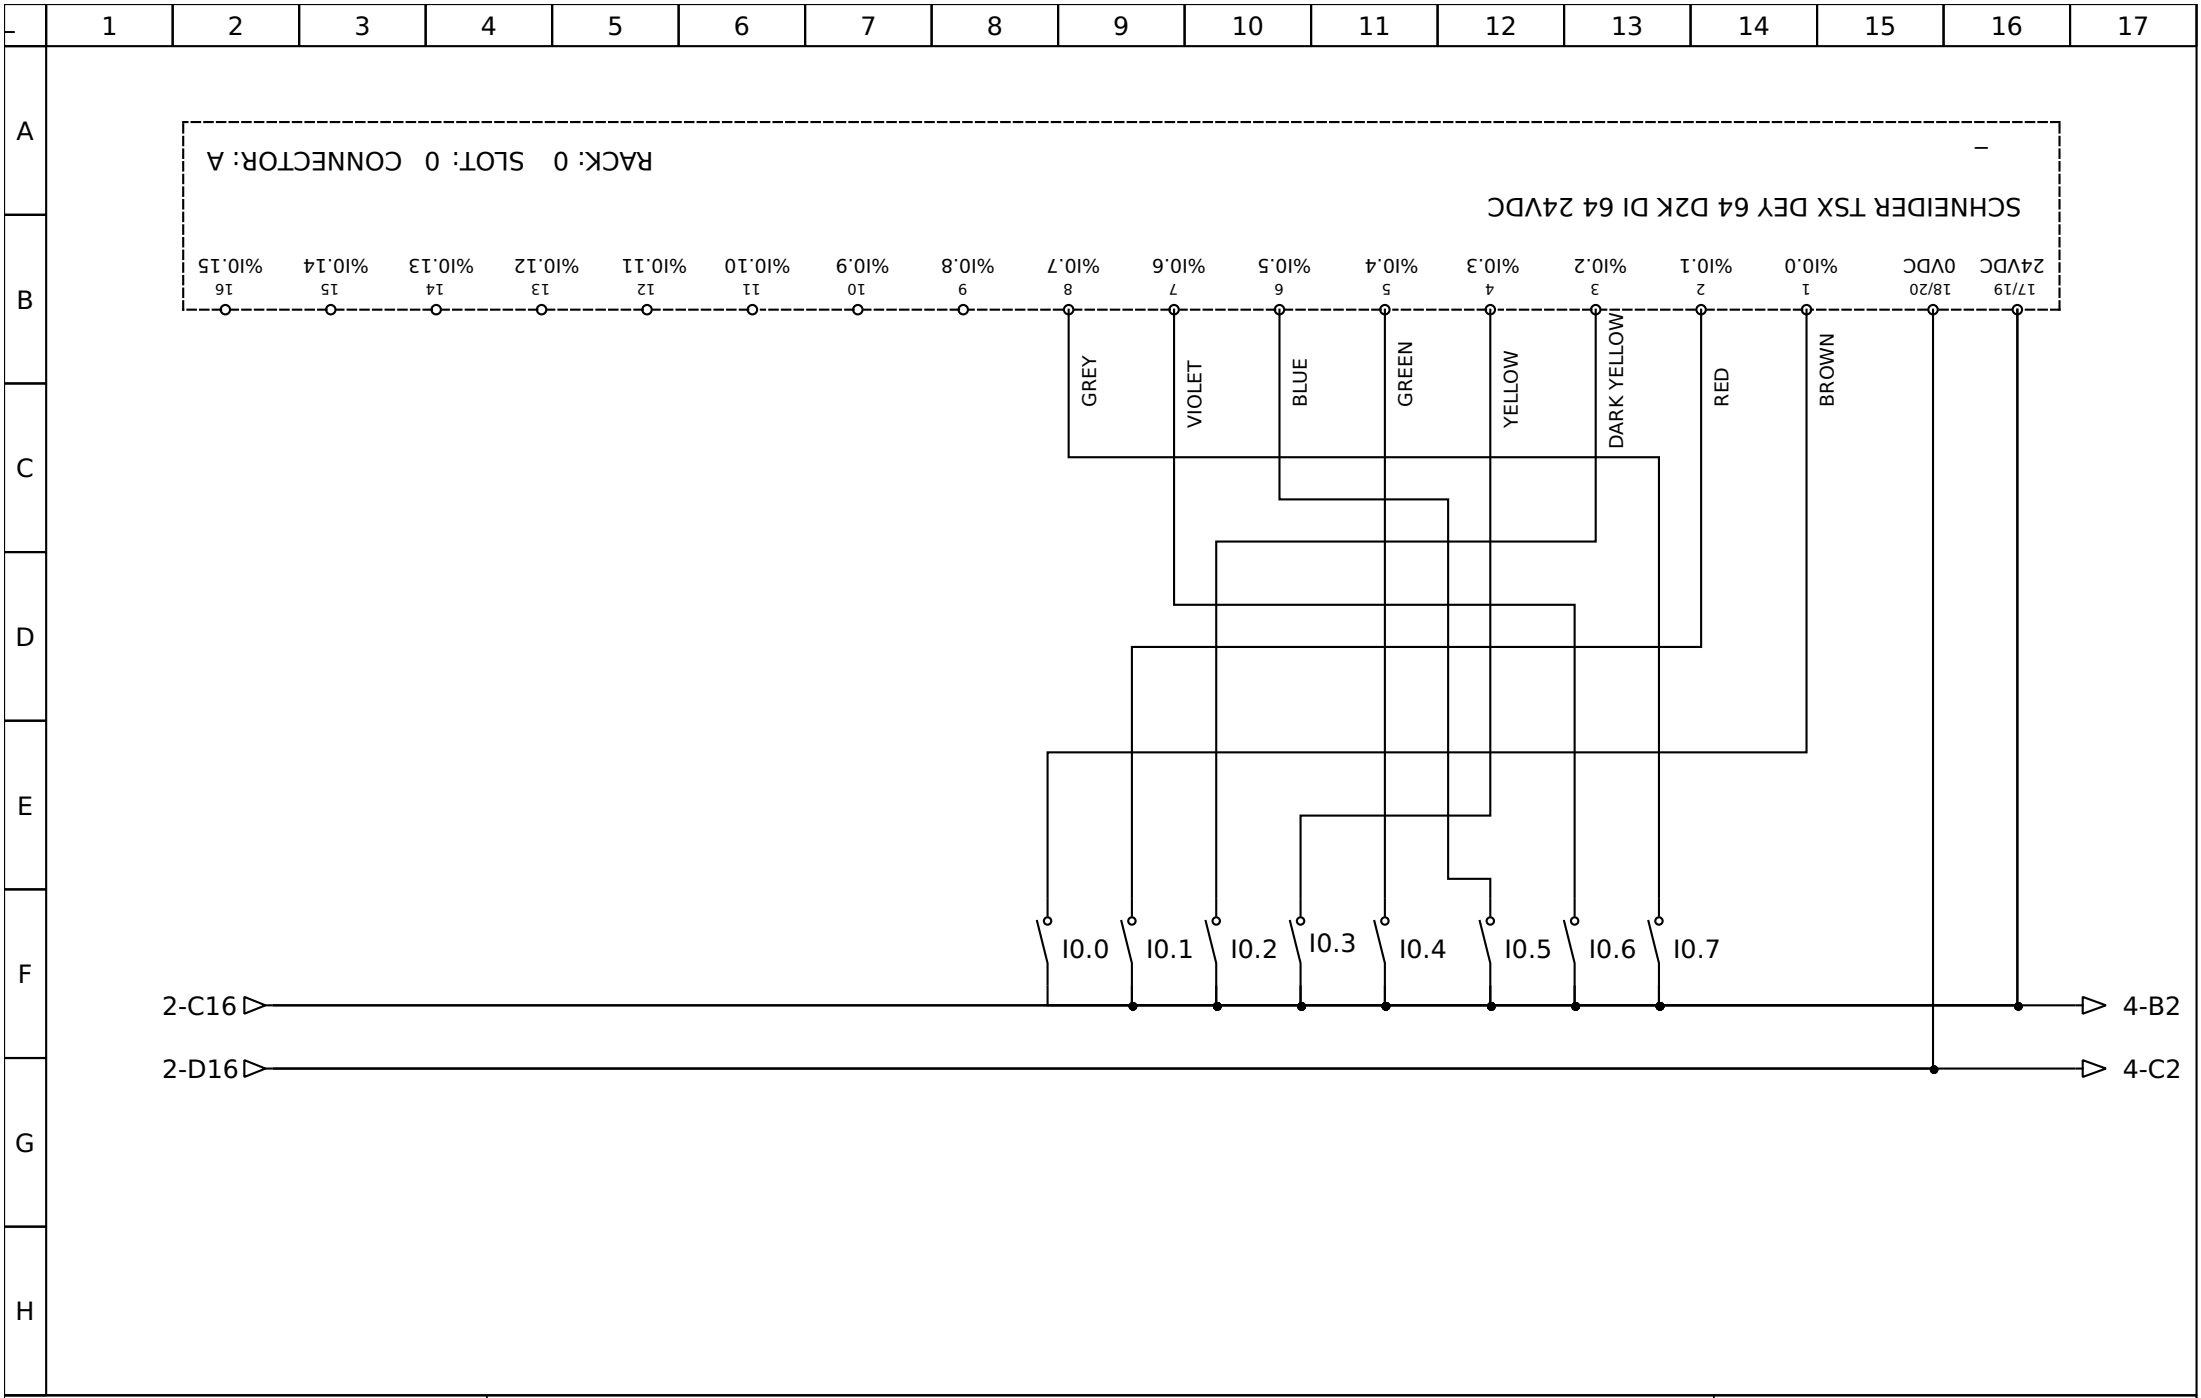 1 2 3 4 5 6 7 8 9 10 11 12 13 14 15 16 17
A
RACK: 0 SLOT: 0 CONNECTOR: A
SCHNEIDER TSX DEY 64 D2K DI 64 24VDC
B
%I0.15 %I0.14 %I0.13 %I0.12 %I0.11 %I0.10 %I0.9 %I0.8 %I0.7 %I0.6 %I0.5 %I0.4 %I0.3 %I0.2 %I0.1 %I0.0 0VDC 24VDC
16 15 14 13 12 11 10 9 8 7 6 5 4 3 2 1 18/20 17/19
GREY VIOLET BLUE GREEN YELLOW DARK YELLOW RED BROWN
C
D
E
F
I0.0 I0.1 I0.2 I0.3 I0.4 I0.5 I0.6 I0.7
2-C16 4-B2
2-D16 4-C2
G
H